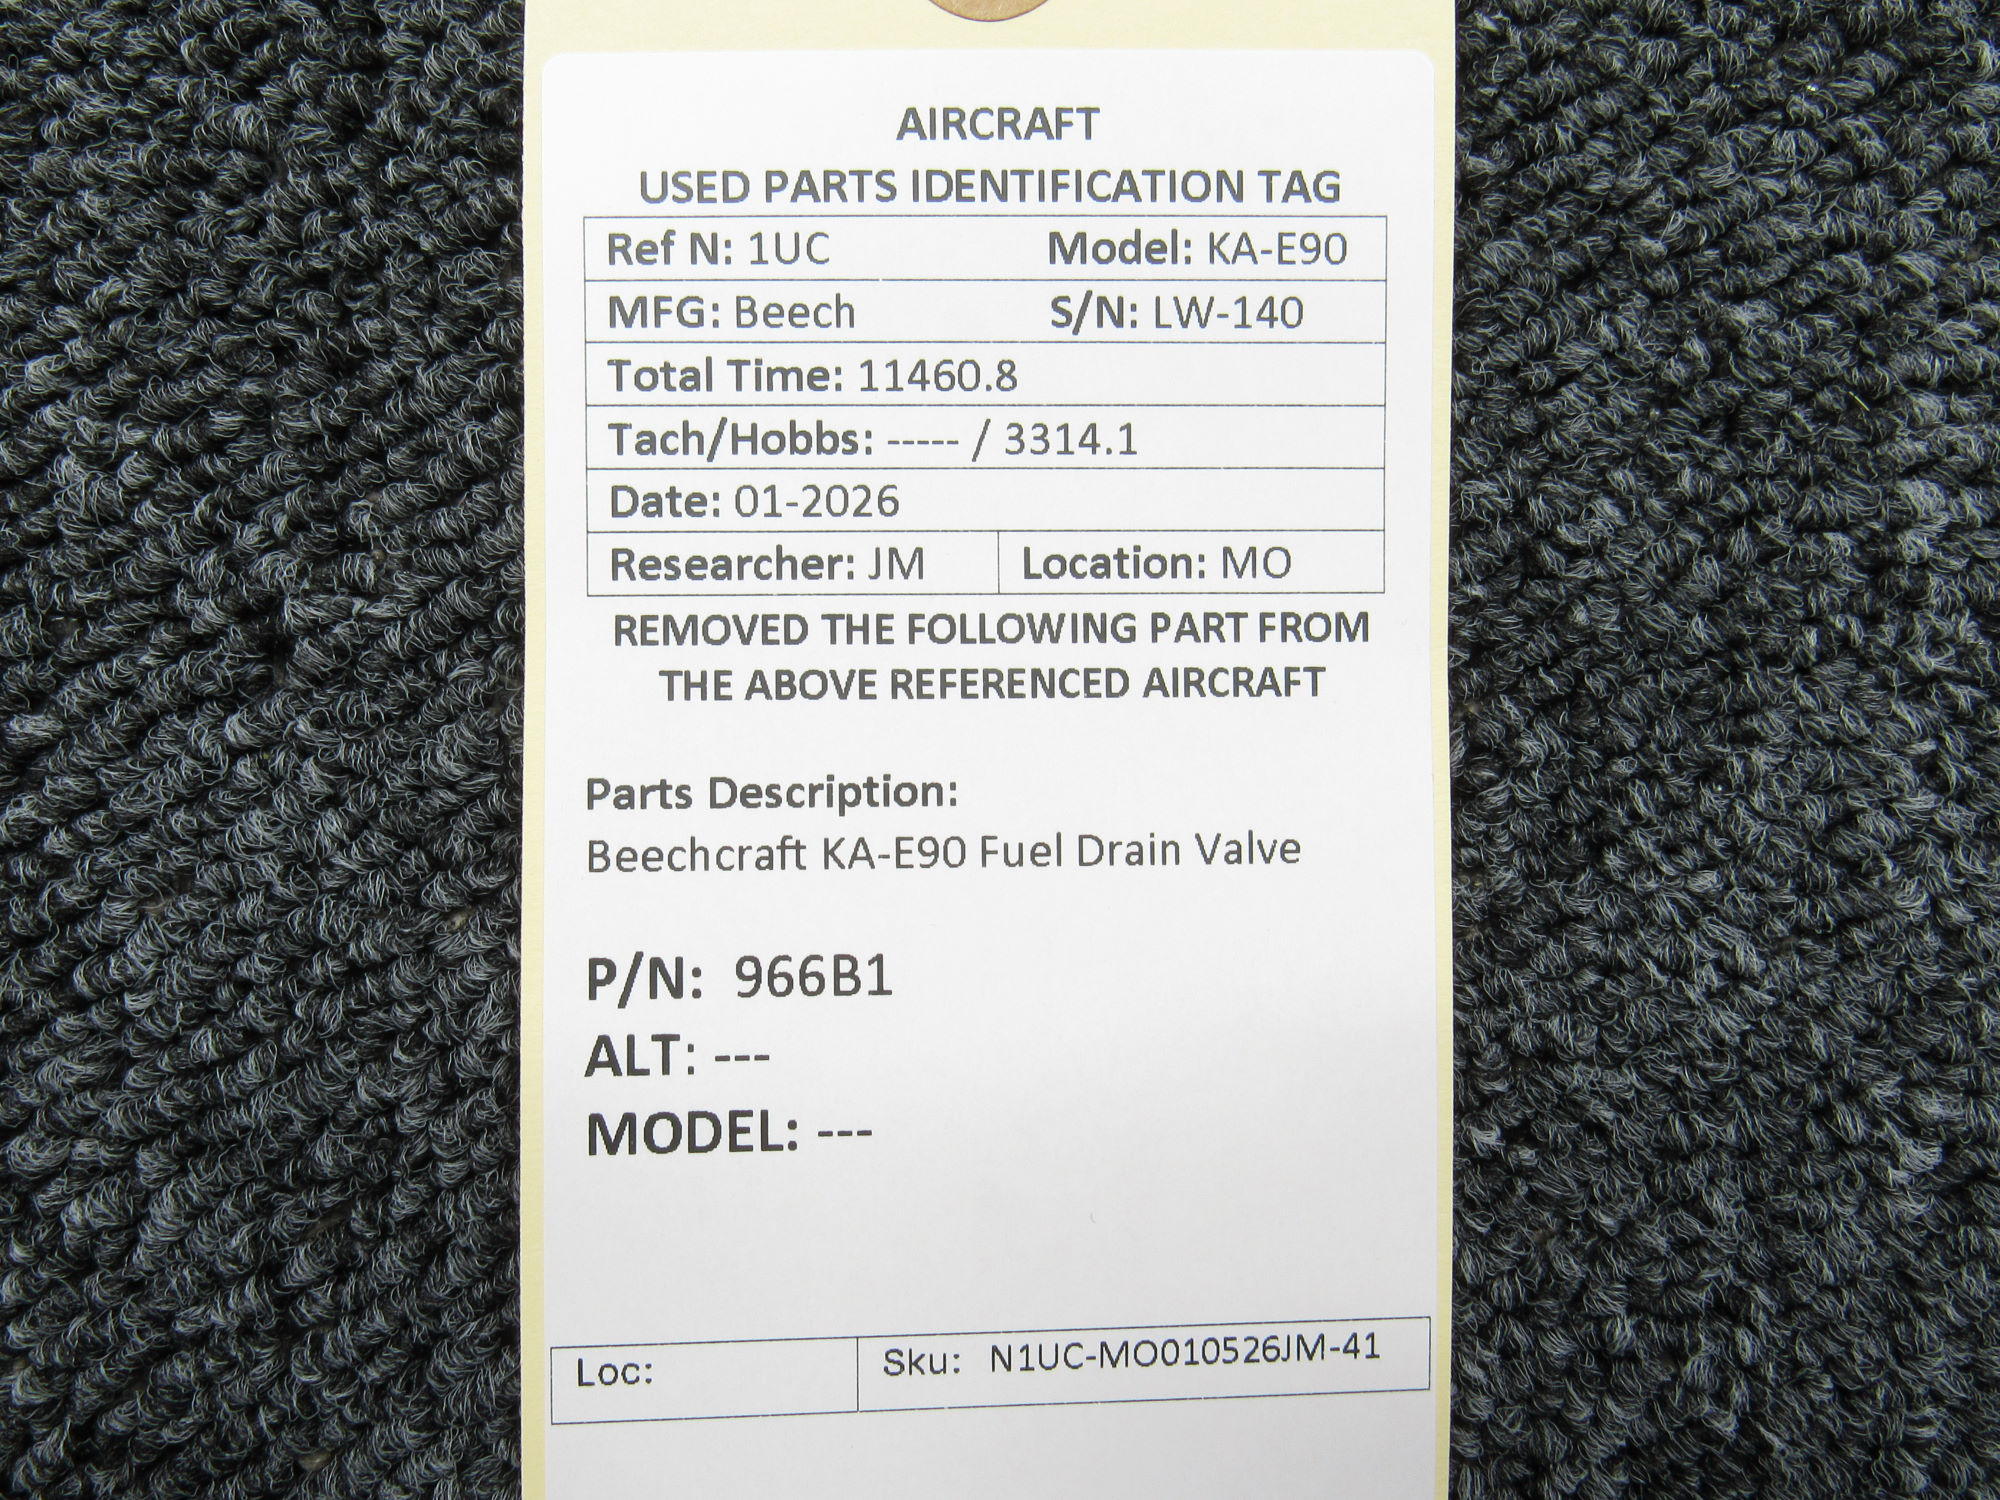 AIRCRAFT
USED PARTS IDENTIFICATION TAG
Ref N: 1UC Model: KA-E90
MFG: Beech S/N: LW-140
Total Time: 11460.8
Tach/Hobbs: ----- / 3314.1
Date: 01-2026
Researcher: JM Location: MO
REMOVED THE FOLLOWING PART FROM
THE ABOVE REFERENCED AIRCRAFT
Parts Description:
Beechcraft KA-E90 Fuel Drain Valve
P/N: 966B1
ALT: ---
MODEL: ---
Loc: Sku: N1UC-MO010526JM-41